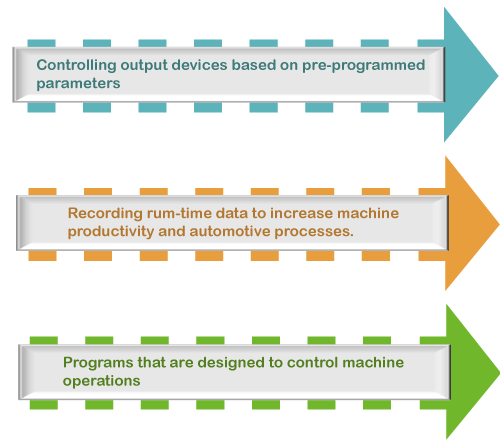 Controlling output devices based on pre-programmed
parameters
Recording rum-time data to increase machine
productivity and automotive processes.
Programs that are designed to control machine
operations